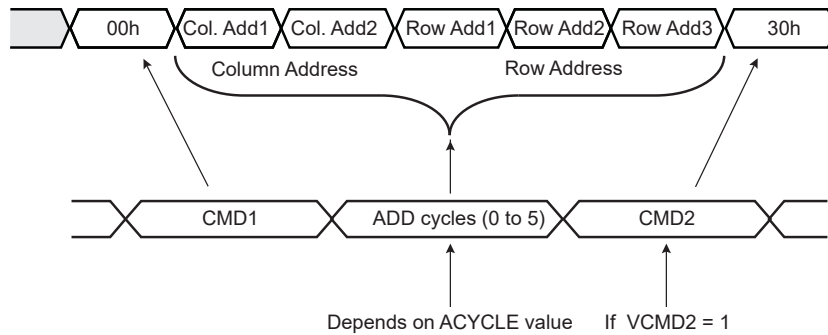 00h Col. Add1 Col. Add2 Row Add1 Row Add2 Row Add3 30h
Column Address Row Address
CMD1 ADD cycles (0 to 5) CMD2
Depends on ACYCLE value If VCMD2 = 1